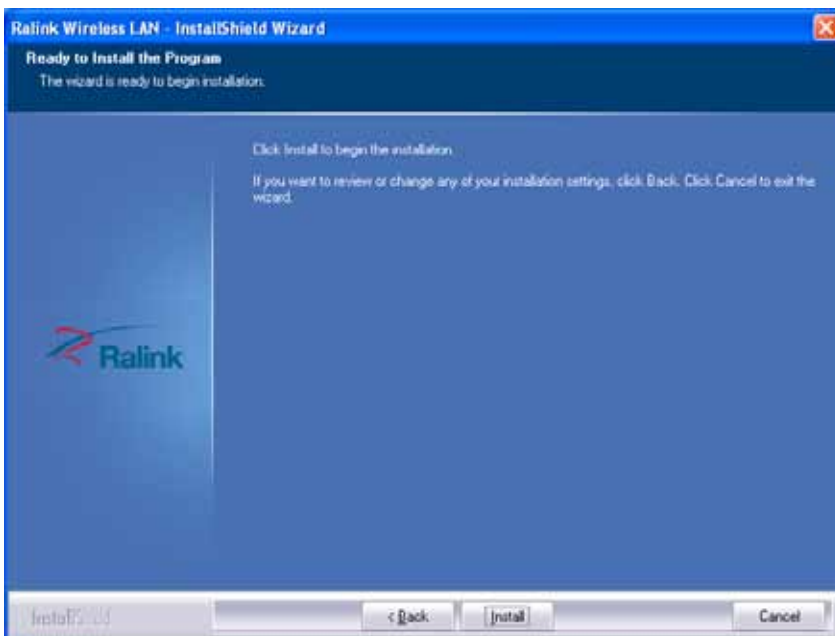 Ralink Wireless LAN - InstallShield Wizard
Ready to Install the Program
The wizard is ready to begin installation.
Click Install to begin the installation.
If you want to review or change any of your installation settings, click Back. Click Cancel to exit the
wizard.
Ralink
InstallShield
< Back
Install
Cancel